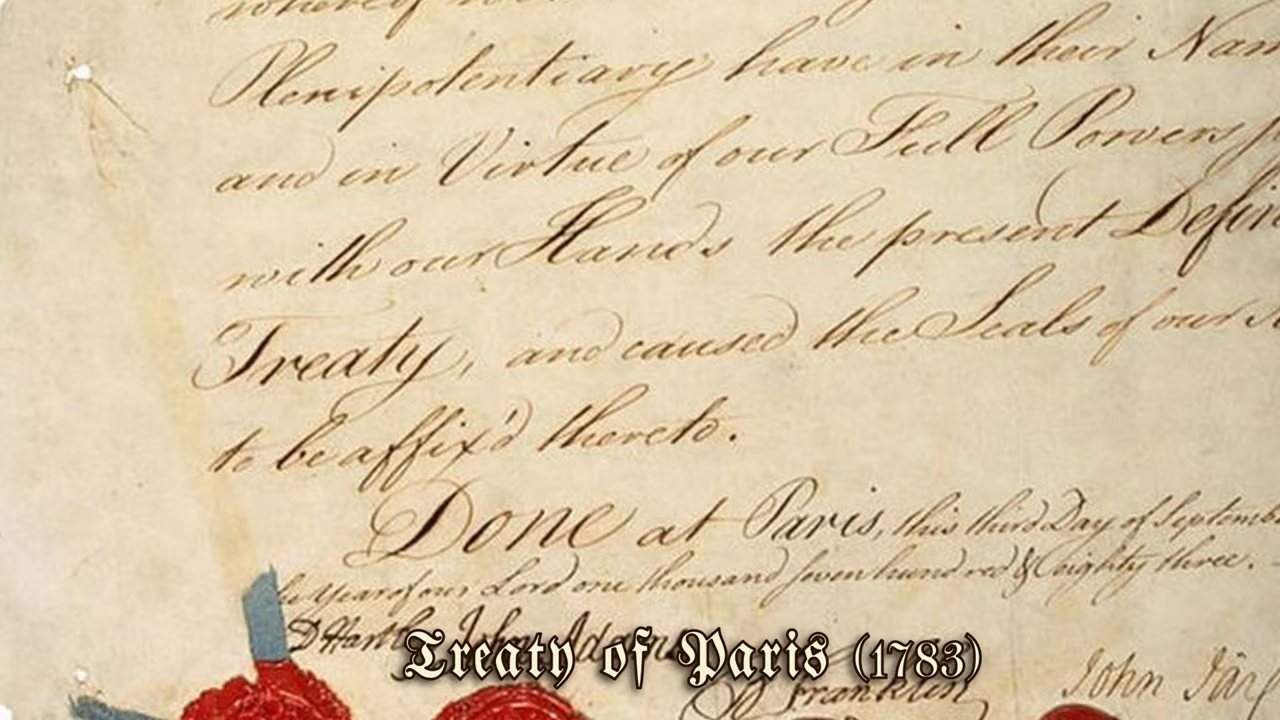 Plenipotentiary have in their Nam
and in Virtue of our Full Powers
with our Hands the present Defini
Treaty, and caused the Seals of our
to be affix'd thereto.
Done at Paris, this third Day of Septemb
Year of our Lord one thousand seven hundred & eighty three.
D Hartl John Adams
B Franklin John Jay
Treaty of Paris (1783)